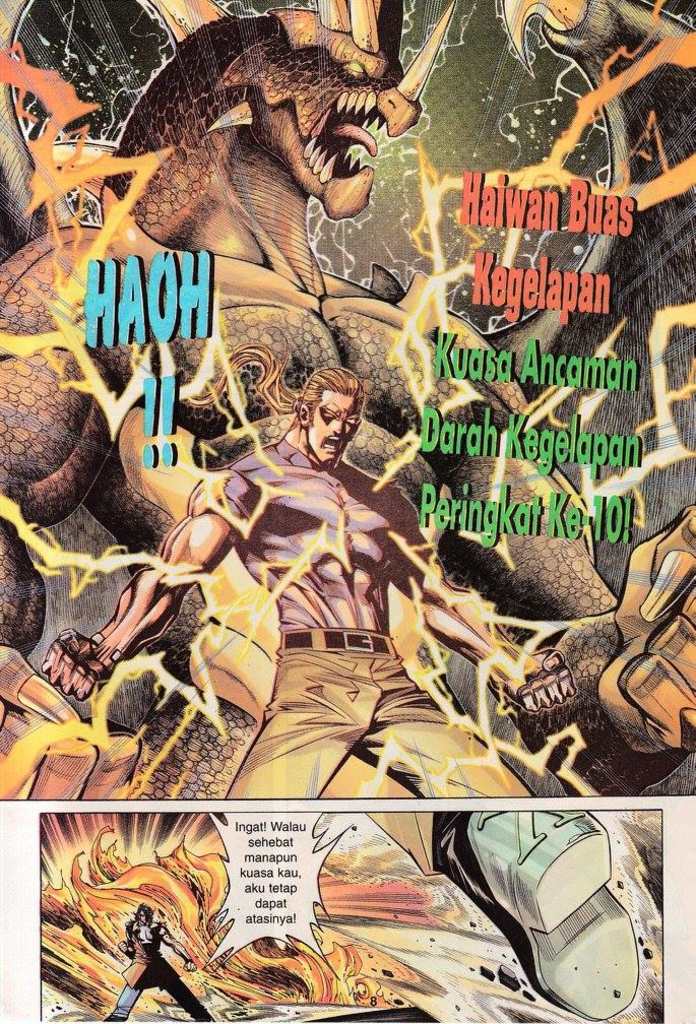 Haiwan Buas
Kegelapan
Kuasa Ancaman
Darah Kegelapan
Peringkat Ke-10!
HAOH
!!
Ingat! Walau
sehebat
manapun
kuasa kau,
aku tetap
dapat
atasinya!
8